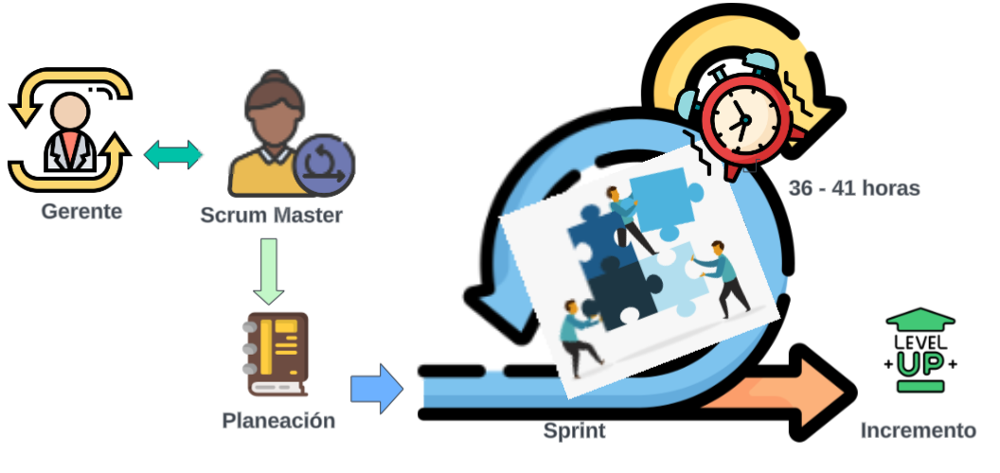 Gerente
Scrum Master
36 - 41 horas
LEVEL
+UP+
Planeación
Sprint
Incremento